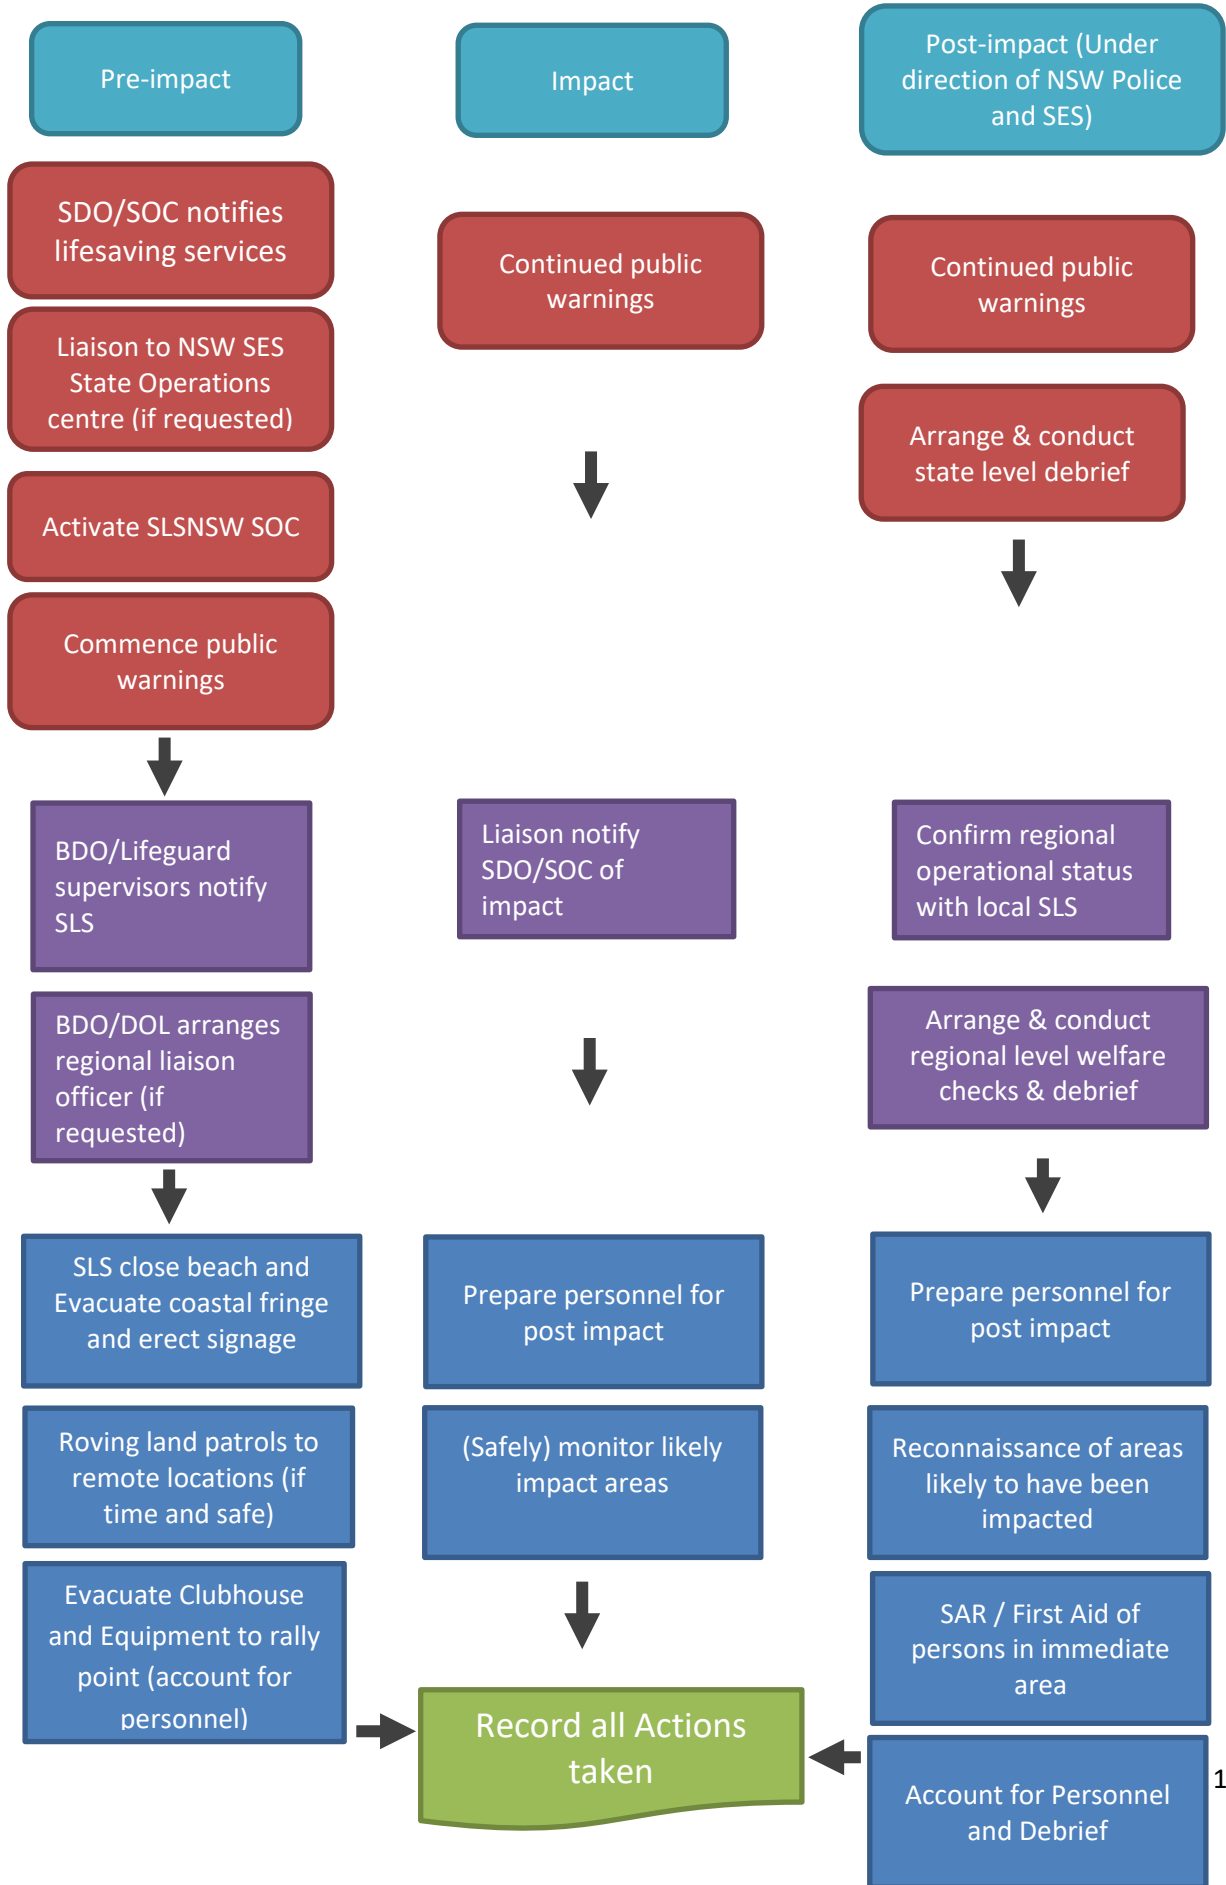 Pre-impact
SDO/SOC notifies
lifesaving services
Liaison to NSW SES
State Operations
centre (if requested)
Activate SLSNSW SOC
Commence public
warnings
BDO/Lifeguard
supervisors notify
SLS
BDO/DOL arranges
regional liaison
officer (if
requested)
SLS close beach and
Evacuate coastal fringe
and erect signage
Roving land patrols to
remote locations (if
time and safe)
Evacuate Clubhouse
and Equipment to rally
point (account for
personnel)
Impact
Continued public
warnings
Liaison notify
SDO/SOC of
impact
Prepare personnel for
post impact
(Safely) monitor likely
impact areas
Record all Actions
taken
Post-impact (Under
direction of NSW Police
and SES)
Continued public
warnings
Arrange & conduct
state level debrief
Confirm regional
operational status
with local SLS
Arrange & conduct
regional level welfare
checks & debrief
Prepare personnel for
post impact
Reconnaissance of areas
likely to have been
impacted
SAR / First Aid of
persons in immediate
area
Account for Personnel
and Debrief
1